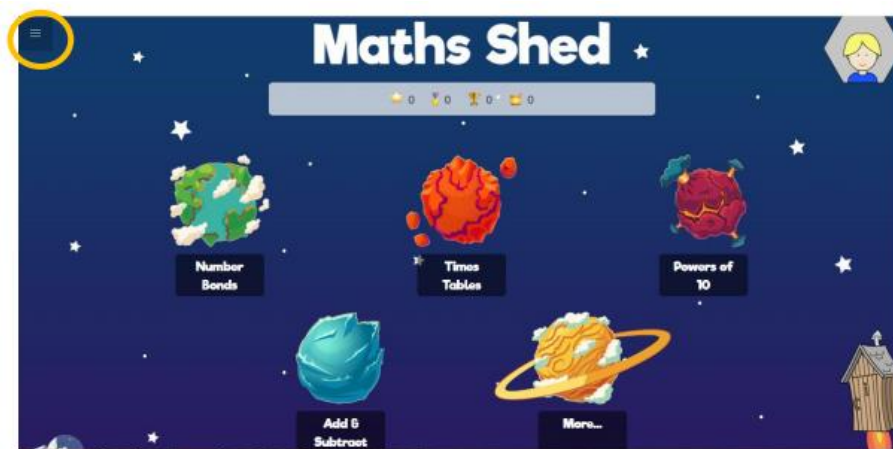 Maths Shed
0 0 0 0
Number
Bonds
Times
Tables
Powers of
10
Add &
Subtract
More...